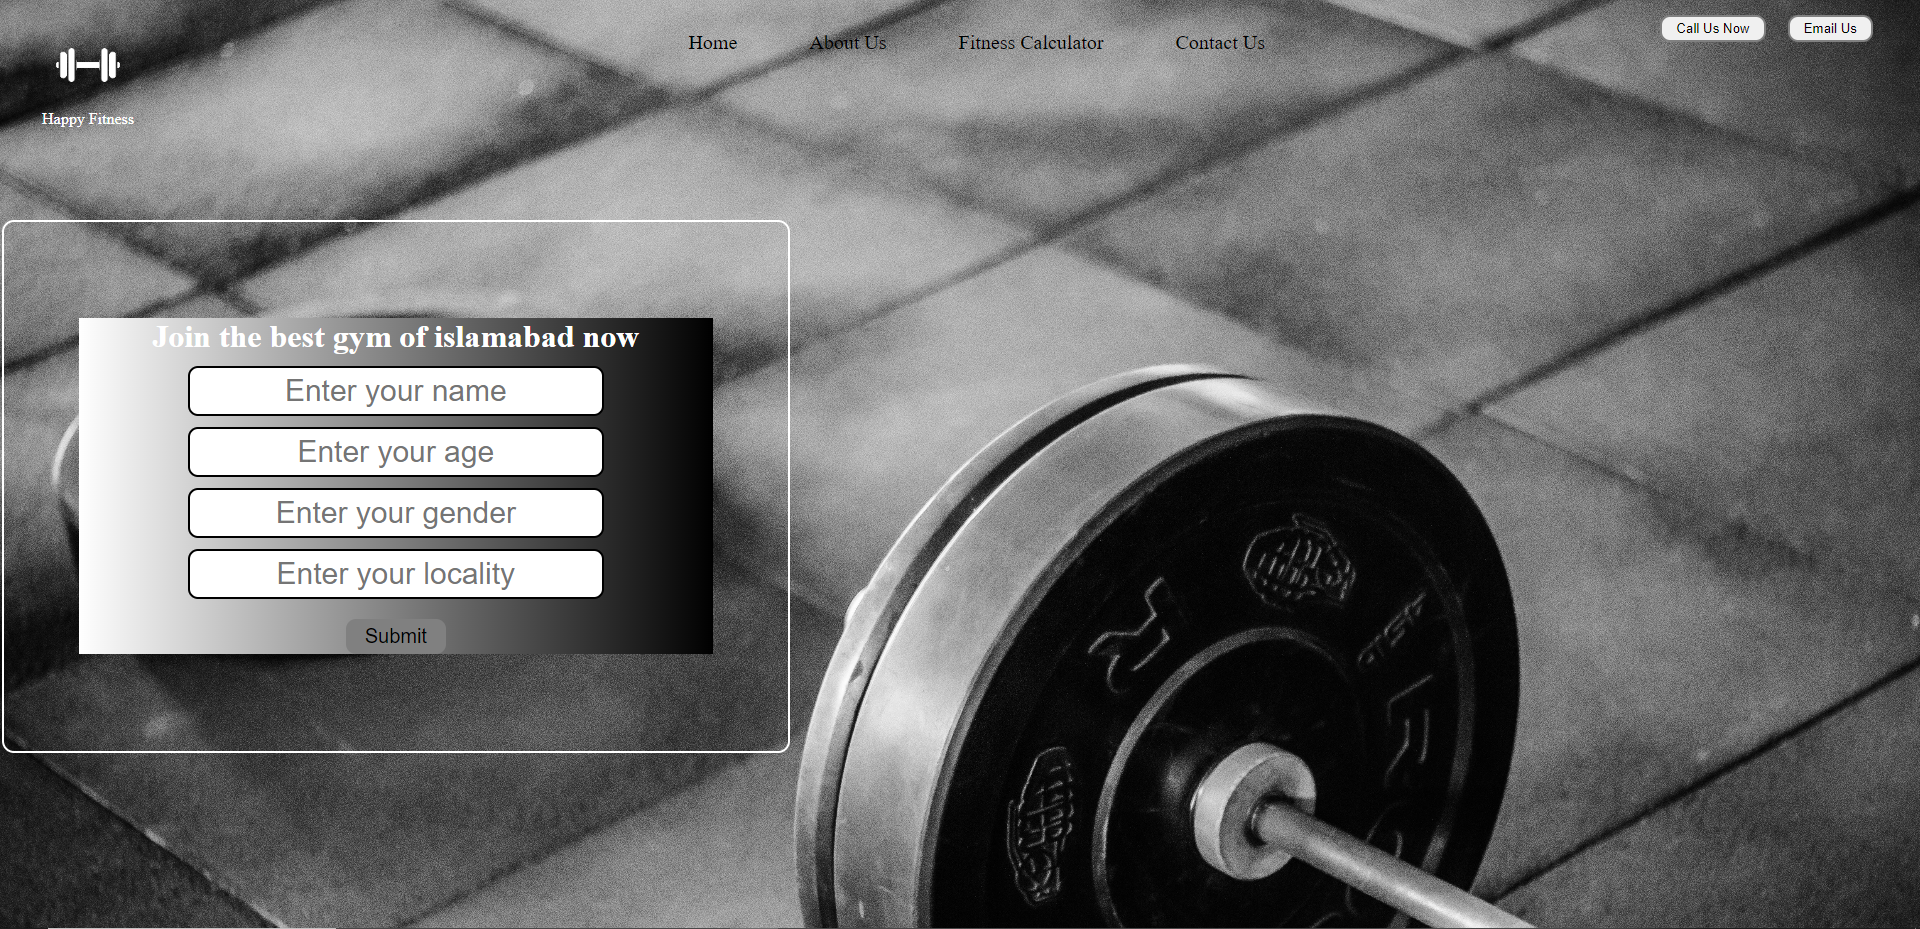 Home About Us Fitness Calculator Contact Us
Call Us Now Email Us
Happy Fitness
Join the best gym of islamabad now
Enter your name
Enter your age
Enter your gender
Enter your locality
Submit